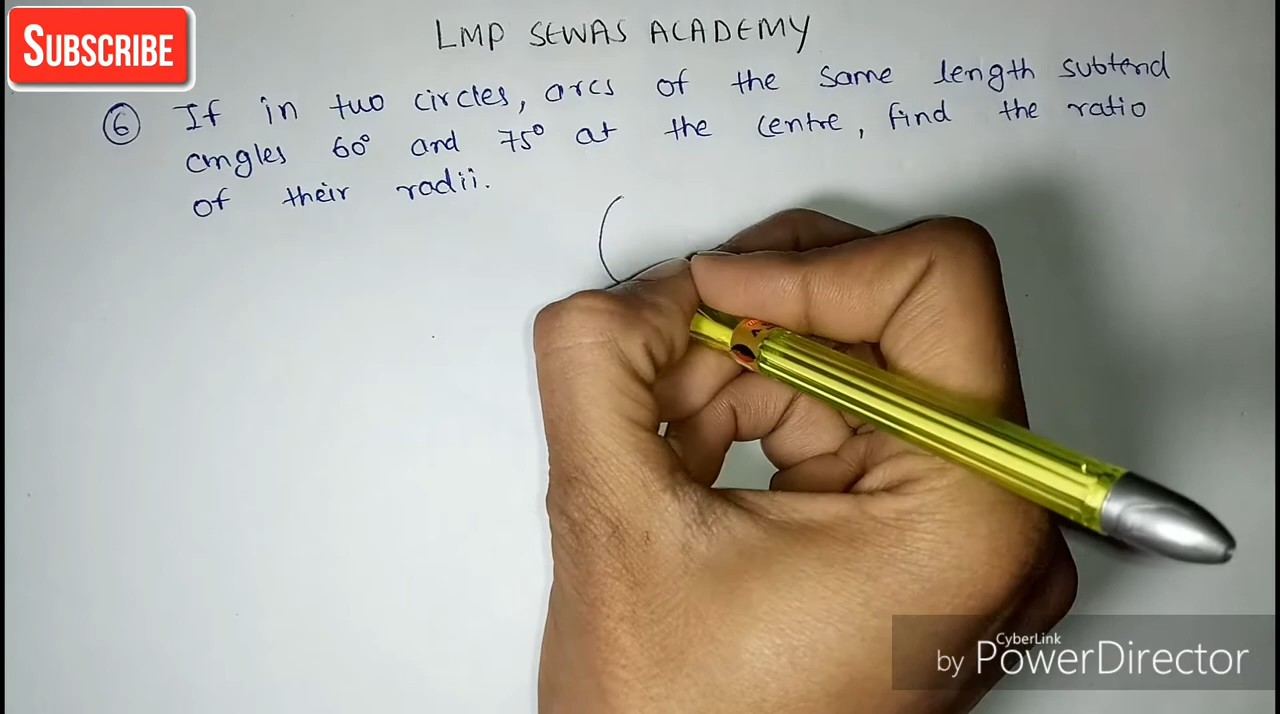 SUBSCRIBE
LMP SEWAS ACADEMY
6 If in two circles, arcs of the same length subtend
angles 60° and 75° at the centre, find the ratio
of their radii.
CyberLink
by PowerDirector